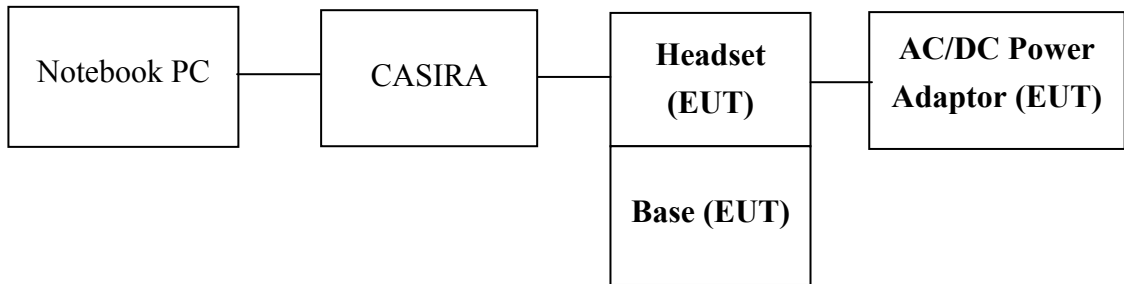 Notebook PC
CASIRA
Headset
(EUT)
AC/DC Power
Adaptor (EUT)
Base (EUT)